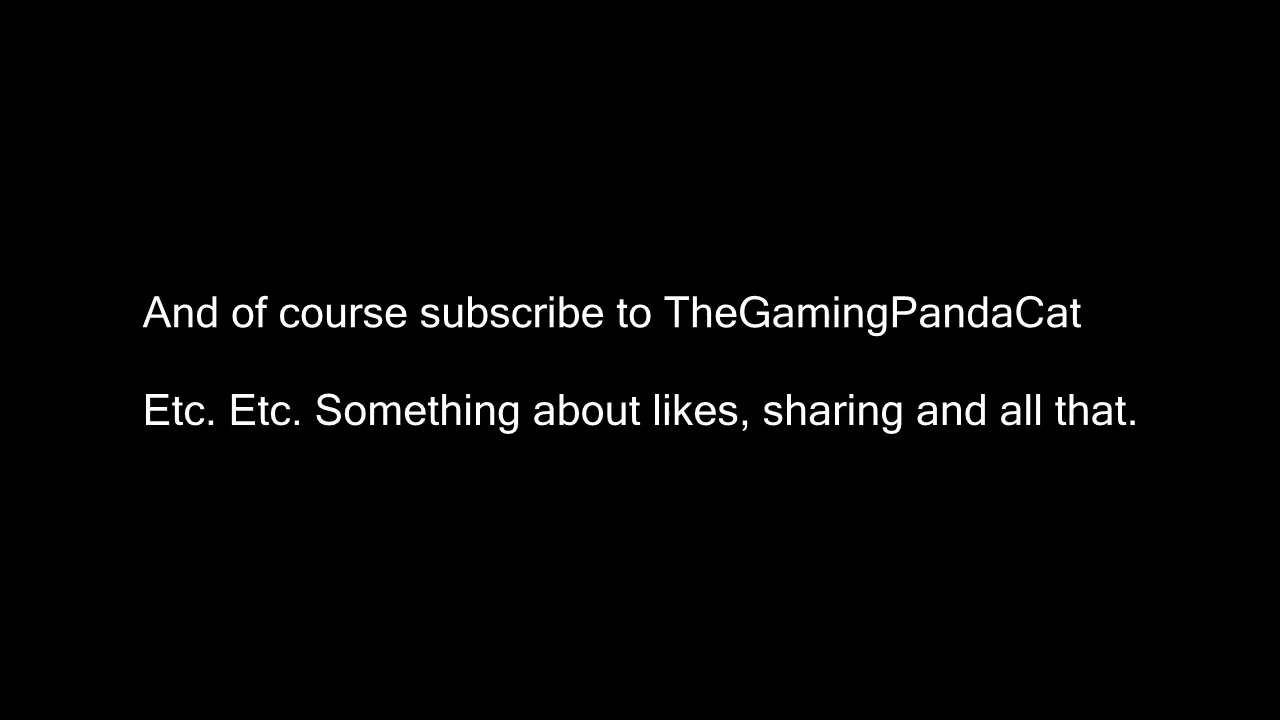 And of course subscribe to TheGamingPandaCat
Etc. Etc. Something about likes, sharing and all that.